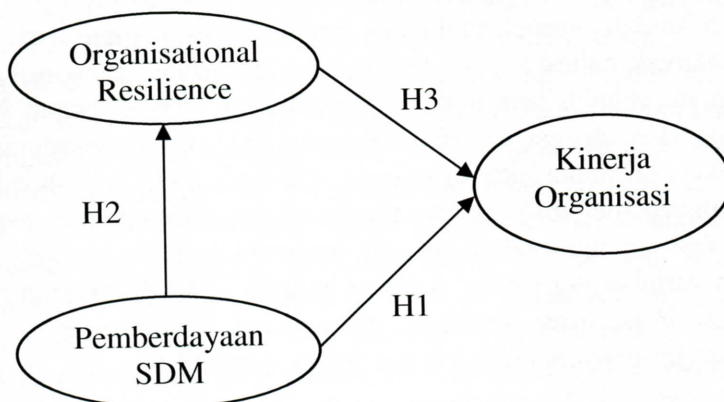 Organisational
Resilience
H3
Kinerja
Organisasi
H2
H1
Pemberdayaan
SDM